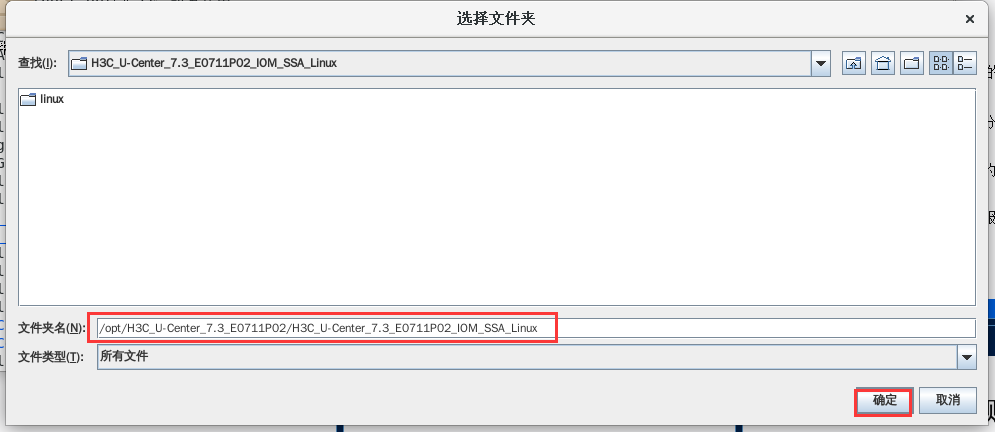 选择文件夹
查找(I): H3C_U-Center_7.3_E0711P02_IOM_SSA_Linux
linux
文件夹名(N): /opt/H3C_U-Center_7.3_E0711P02/H3C_U-Center_7.3_E0711P02_IOM_SSA_Linux
文件类型(T): 所有文件
确定 取消